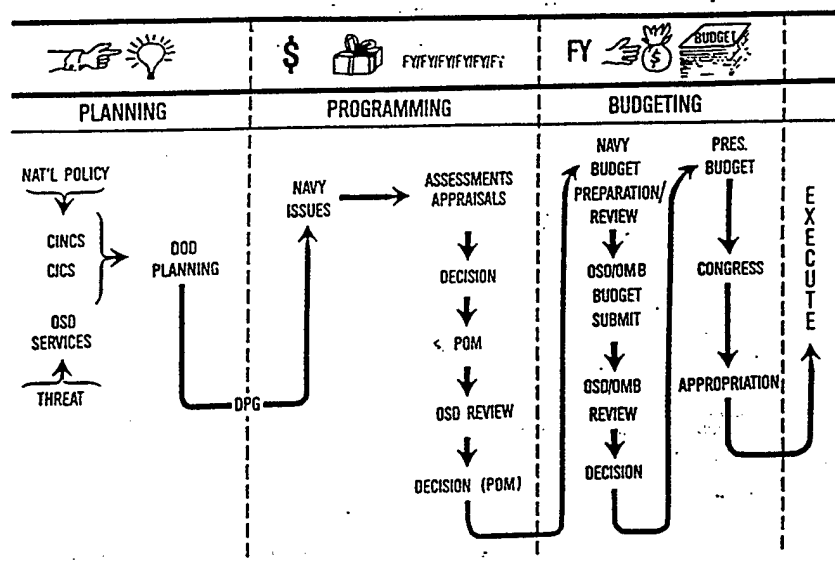 $
FY/FY/FY/FY/FY/FY
FY
$
BUDGET
PLANNING
PROGRAMMING
BUDGETING
NAT'L POLICY
CINCS
CJCS
OSD
SERVICES
THREAT
DOD
PLANNING
DPG
NAVY
ISSUES
ASSESSMENTS
APPRAISALS
DECISION
POM
OSD REVIEW
DECISION (PDM)
NAVY
BUDGET
PREPARATION/
REVIEW
OSD/OMB
BUDGET
SUBMIT
OSD/OMB
REVIEW
DECISION
PRES.
BUDGET
CONGRESS
APPROPRIATION
EXECUTE